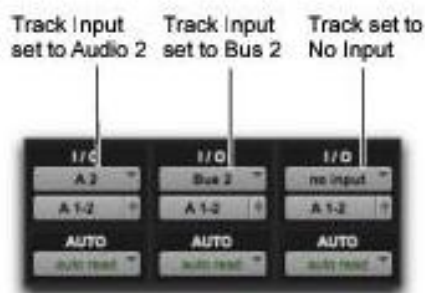 Track Input set to Audio 2
Track Input set to Bus 2
Track set to No Input
I/O
I/O
I/O
A 2
Bus 2
no input
A 1-2
A 1-2
A 1-2
AUTO
AUTO
AUTO
auto read
auto read
auto read